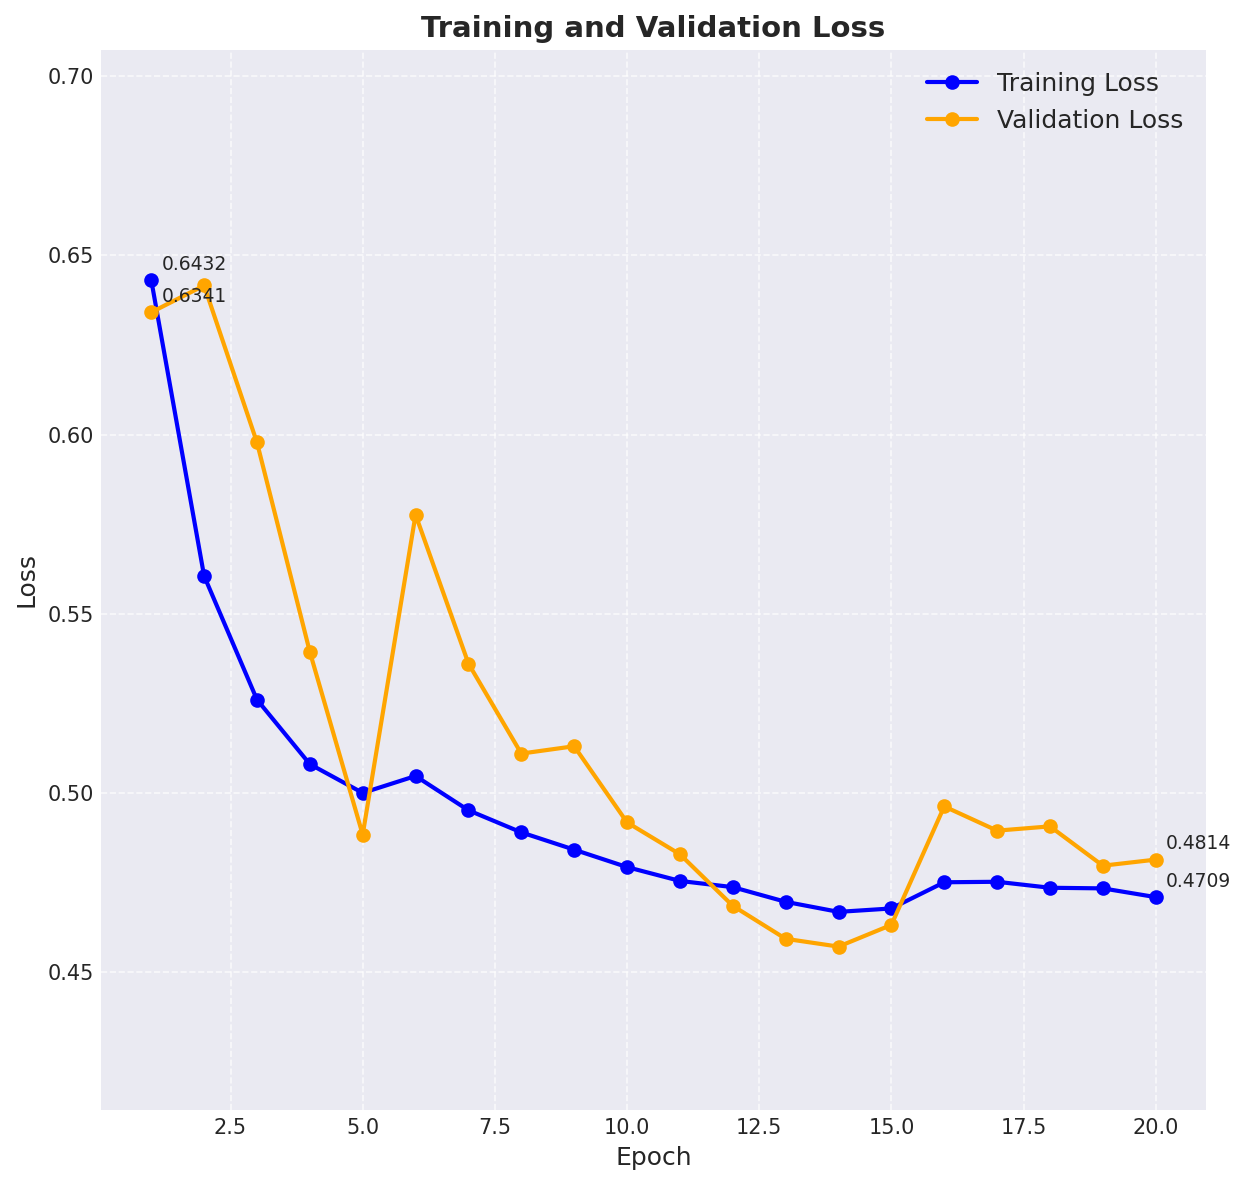 Training and Validation Loss
0.70
Training Loss
Validation Loss
0.65
0.6432
0.6341
0.60
0.55
Loss
0.50
0.4814
0.4709
0.45
2.5 5.0 7.5 10.0 12.5 15.0 17.5 20.0
Epoch